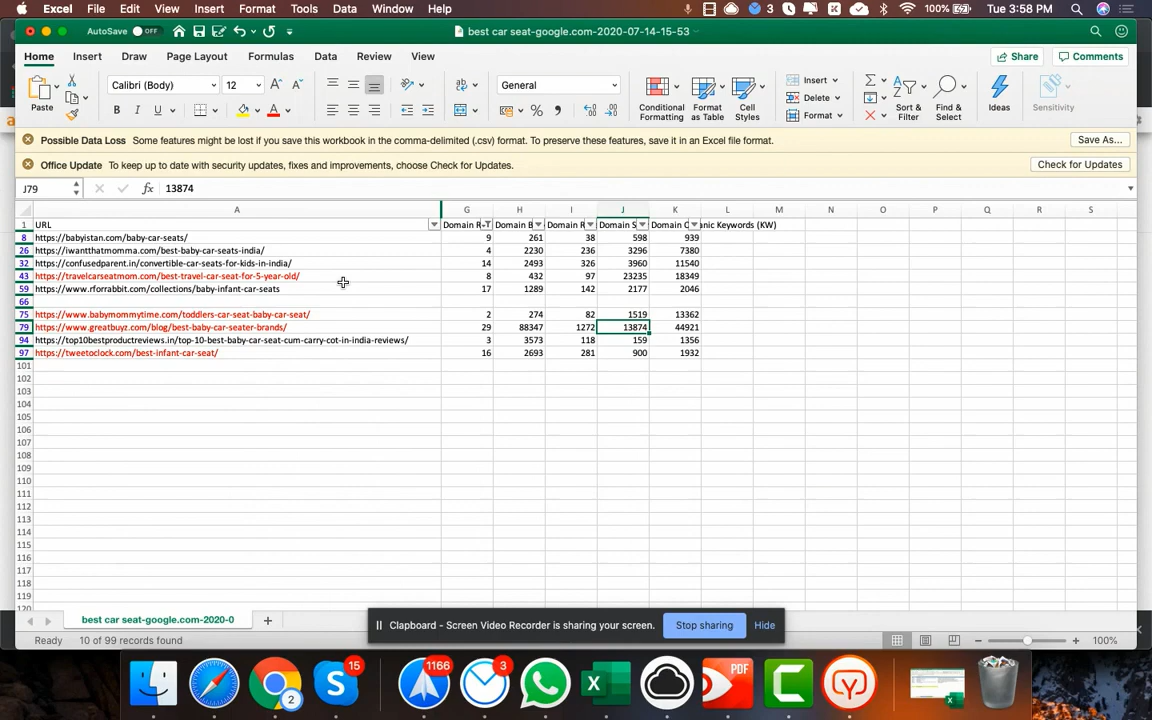 Excel File Edit View Insert Format Tools Data Window Help 3 100% Tue 3:58 PM
AutoSave OFF best car seat-google.com-2020-07-14-15-53
Home Insert Draw Page Layout Formulas Data Review View Share Comments
Calibri (Body) 12 A A General Insert
Paste Conditional Formatting Format as Table Cell Styles Delete Sort & Filter Find & Select Ideas Sensitivity
B I U A % Format
Possible Data Loss Some features might be lost if you save this workbook in the comma-delimited (.csv) format. To preserve these features, save it in an Excel file format. Save As...
Office Update To keep up to date with security updates, fixes and improvements, choose Check for Updates. Check for Updates
J79 fx 13874
A G H I J K L M N O P Q R S
1 URL Domain R Domain B Domain R Domain S Domain O anic Keywords (KW)
8 https://babyistan.com/baby-car-seats/ 9 261 38 598 939
26 https://iwantthatmomma.com/best-baby-car-seats-india/ 4 2230 236 3296 7380
32 https://confusedparent.in/convertible-car-seats-for-kids-in-india/ 14 2493 326 3960 11540
43 https://travelcarseatmom.com/best-travel-car-seat-for-5-year-old/ 8 432 97 23235 18349
59 https://www.rforrabbit.com/collections/baby-infant-car-seats 17 1289 142 2177 2046
66
75 https://www.babymommytime.com/toddlers-car-seat-baby-car-seat/ 2 274 82 1519 13362
79 https://www.greatbuyz.com/blog/best-baby-car-seater-brands/ 29 88347 1272 13874 44921
94 https://top10bestproductreviews.in/top-10-best-baby-car-seat-cum-carry-cot-in-india-reviews/ 3 3573 118 159 1356
97 https://tweetoclock.com/best-infant-car-seat/ 16 2693 281 900 1932
101
102
103
104
105
106
107
108
109
110
111
112
113
114
115
116
117
118
119
120
best car seat-google.com-2020-0 +
Clapboard - Screen Video Recorder is sharing your screen. Stop sharing Hide
Ready 10 of 99 records found 100%
2 15 1166 3 PDF